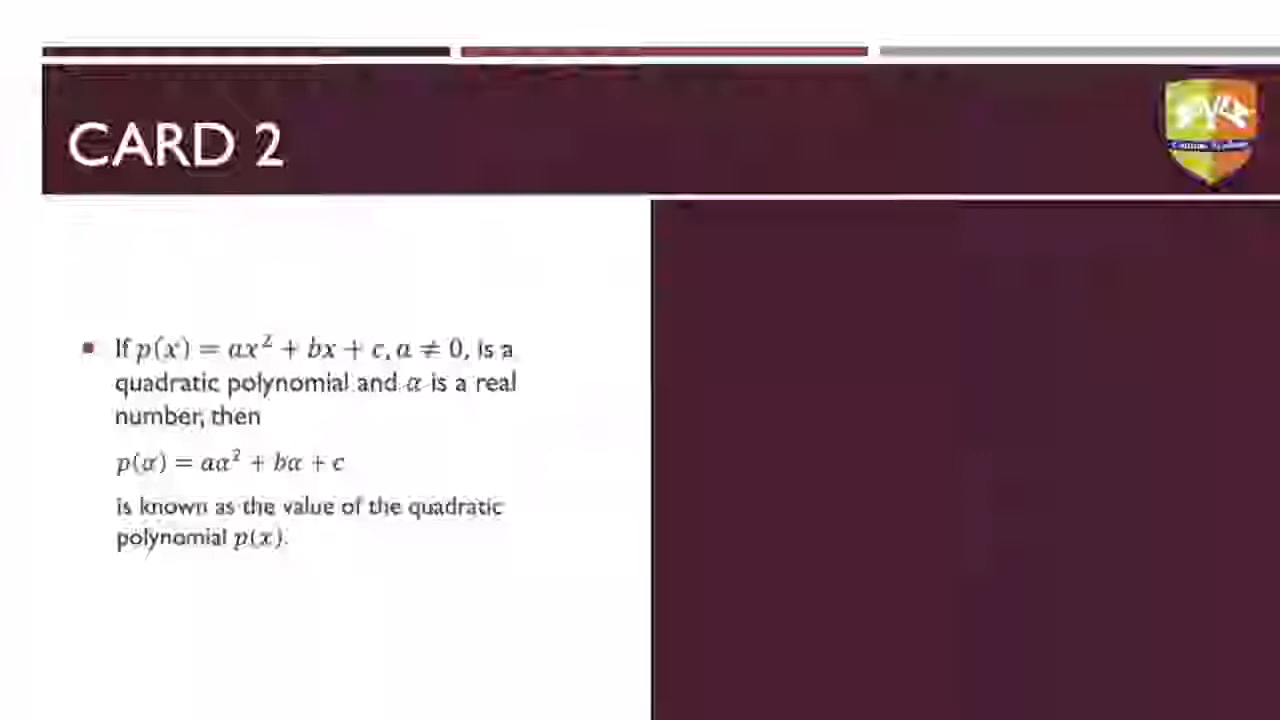 CARD 2
If p(x) = ax² + bx + c, a ≠ 0, is a
quadratic polynomial and α is a real
number, then
p(α) = aα² + bα + c
is known as the value of the quadratic
polynomial p(x).